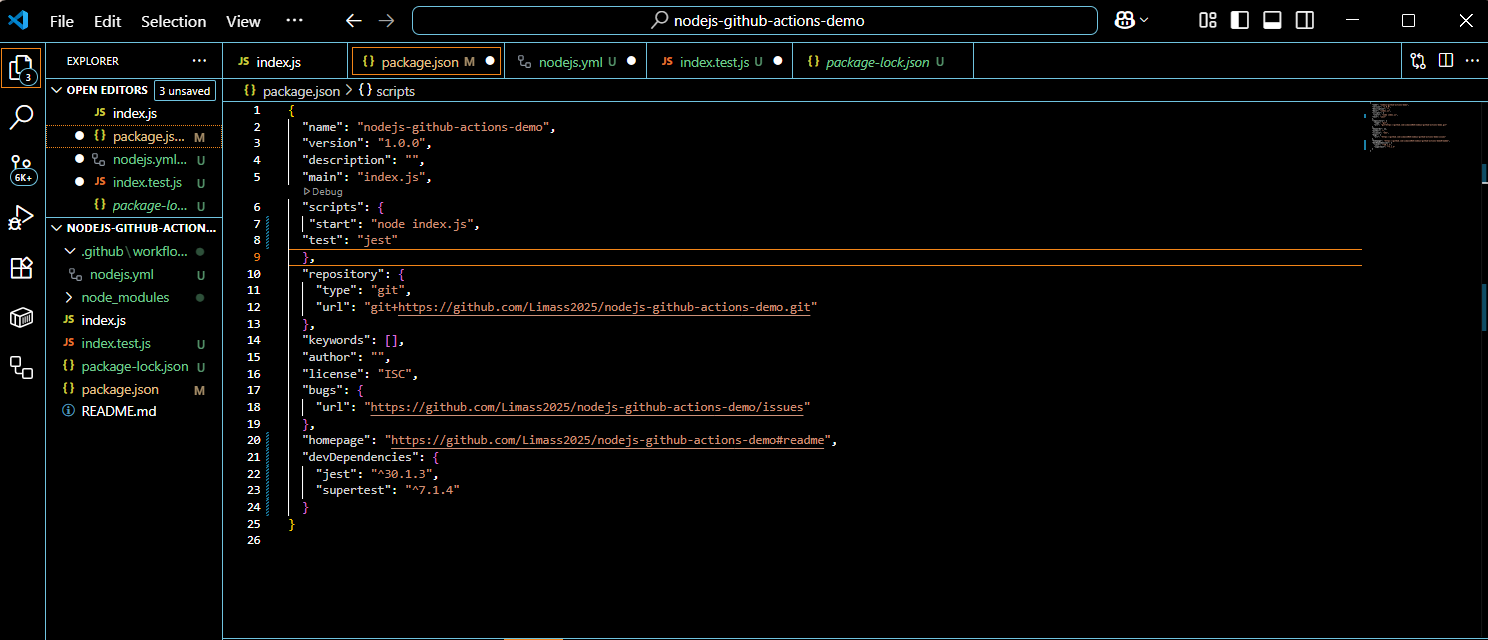 File Edit Selection View ··· nodejs-github-actions-demo
EXPLORER ···
OPEN EDITORS 3 unsaved
JS index.js
{} package.js... M
nodejs.yml... U
JS index.test.js U
{} package-lo... U
NODEJS-GITHUB-ACTION...
.github\workflo...
nodejs.yml U
node_modules
JS index.js
JS index.test.js U
{} package-lock.json U
{} package.json M
README.md
3
6K+
JS index.js {} package.json M nodejs.yml U JS index.test.js U {} package-lock.json U ···
{} package.json > {} scripts
1 {
2 "name": "nodejs-github-actions-demo",
3 "version": "1.0.0",
4 "description": "",
5 "main": "index.js",
Debug
6 "scripts": {
7 "start": "node index.js",
8 "test": "jest"
9 },
10 "repository": {
11 "type": "git",
12 "url": "git+https://github.com/Limass2025/nodejs-github-actions-demo.git"
13 },
14 "keywords": [],
15 "author": "",
16 "license": "ISC",
17 "bugs": {
18 "url": "https://github.com/Limass2025/nodejs-github-actions-demo/issues"
19 },
20 "homepage": "https://github.com/Limass2025/nodejs-github-actions-demo#readme",
21 "devDependencies": {
22 "jest": "^30.1.3",
23 "supertest": "^7.1.4"
24 }
25 }
26